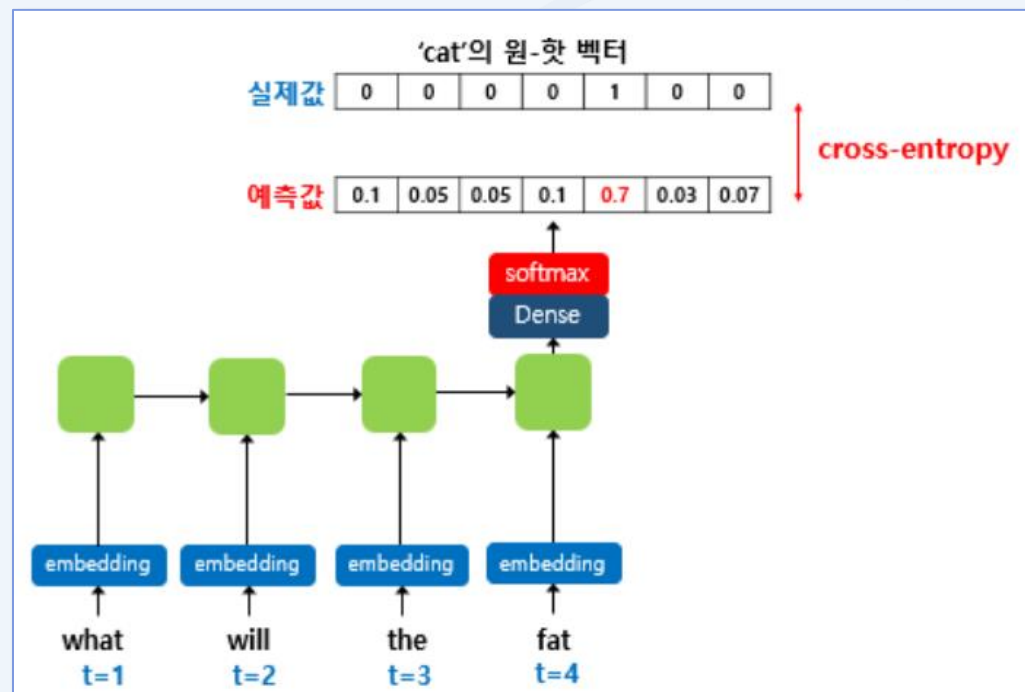 'cat'의 원-핫 벡터
실제값 0 0 0 0 1 0 0
cross-entropy
예측값 0.1 0.05 0.05 0.1 0.7 0.03 0.07
softmax
Dense
embedding embedding embedding embedding
what will the fat
t=1 t=2 t=3 t=4